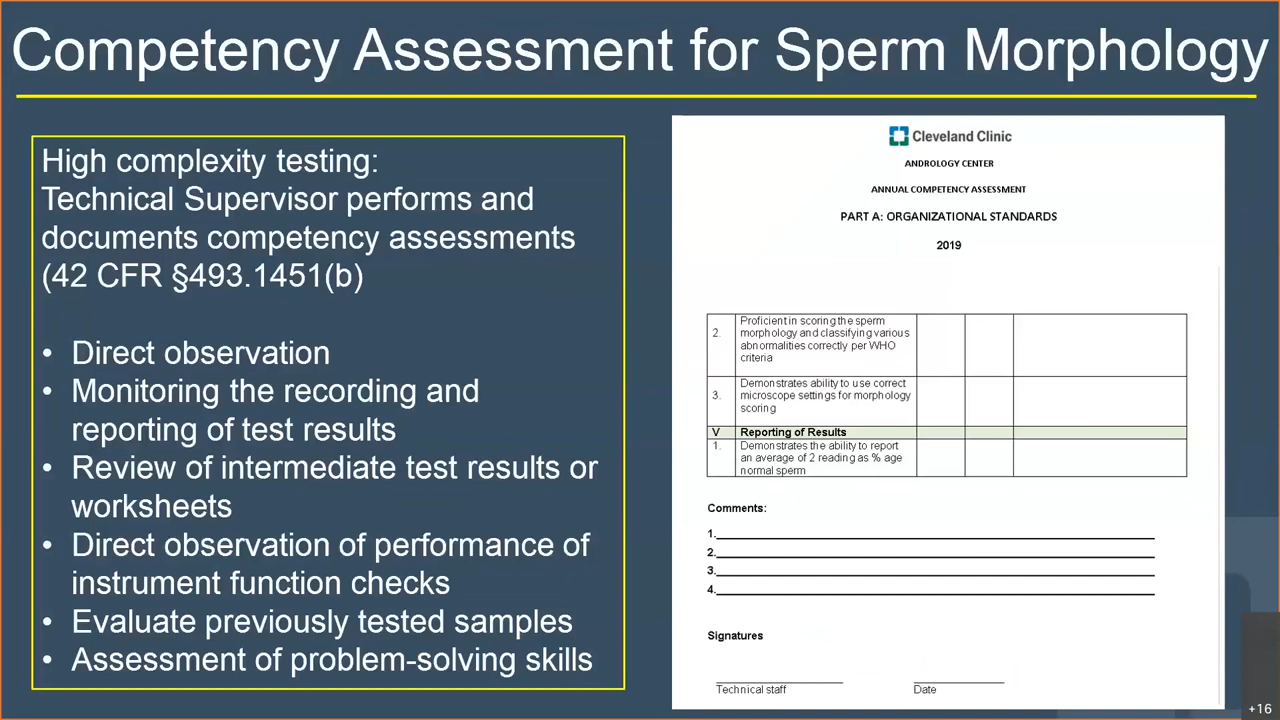 Competency Assessment for Sperm Morphology
High complexity testing:
Technical Supervisor performs and
documents competency assessments
(42 CFR §493.1451(b)
• Direct observation
• Monitoring the recording and
reporting of test results
• Review of intermediate test results or
worksheets
• Direct observation of performance of
instrument function checks
• Evaluate previously tested samples
• Assessment of problem-solving skills
Cleveland Clinic
ANDROLOGY CENTER
ANNUAL COMPETENCY ASSESSMENT
PART A: ORGANIZATIONAL STANDARDS
2019
2. Proficient in scoring the sperm
morphology and classifying various
abnormalities correctly per WHO
criteria
3. Demonstrates ability to use correct
microscope settings for morphology
scoring
V Reporting of Results
1. Demonstrates the ability to report
an average of 2 reading as % age
normal sperm
Comments:
1.
2.
3.
4.
Signatures
Technical staff Date
+16